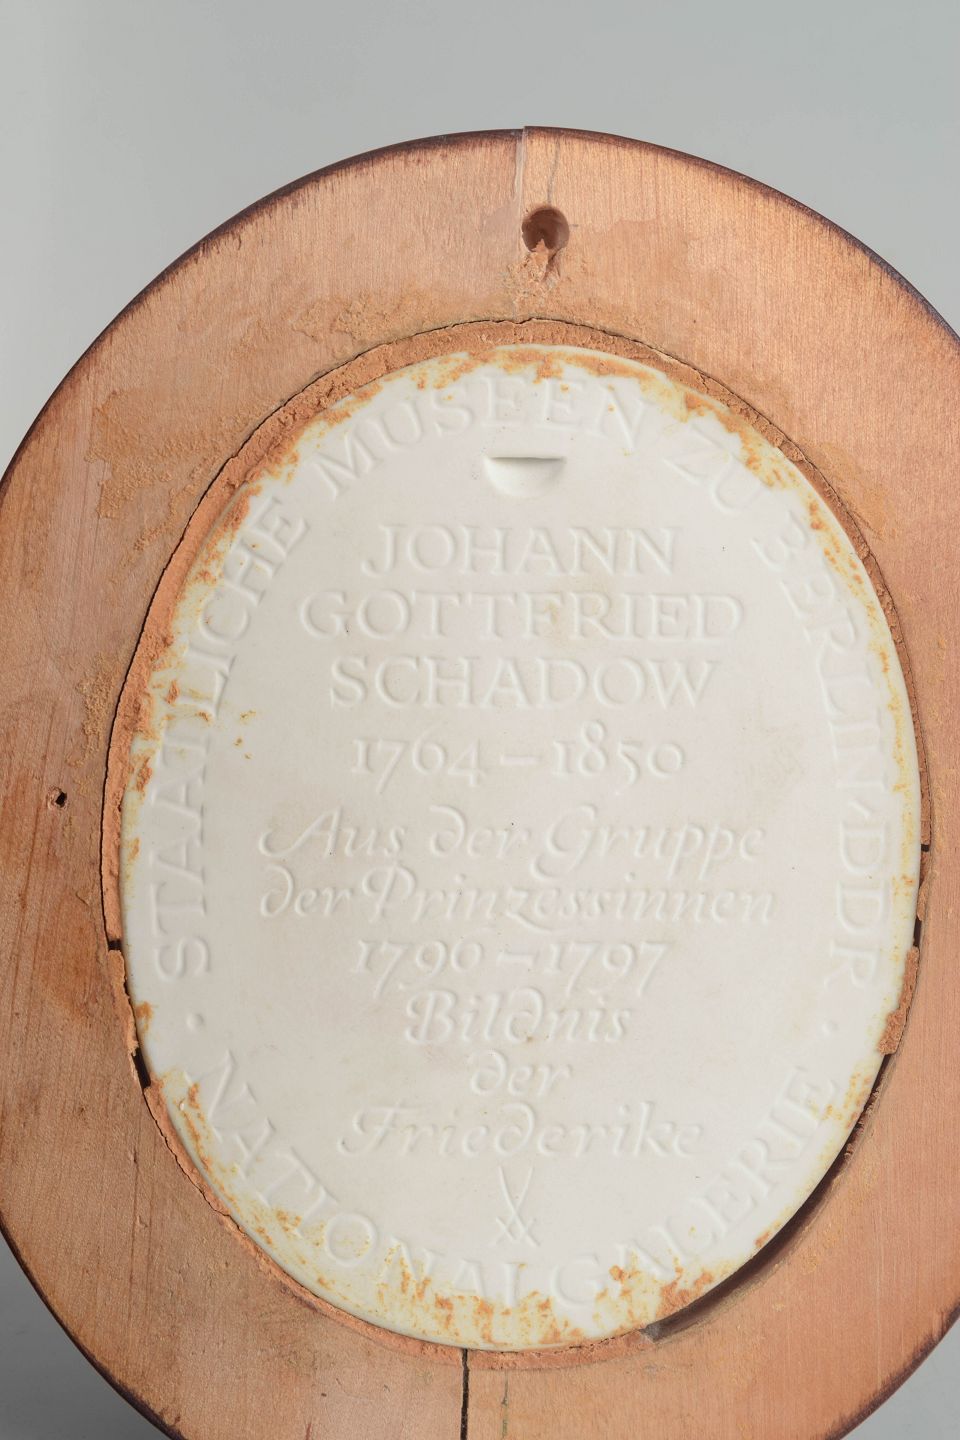 STAATLICHE MUSEEN ZU BERLIN·DDR
JOHANN
GOTTFRIED
SCHADOW
1764–1850
Aus der Gruppe
der Prinzessinnen
1790–1797
Bildnis
der
Friederike
· NATIONALGALERIE ·